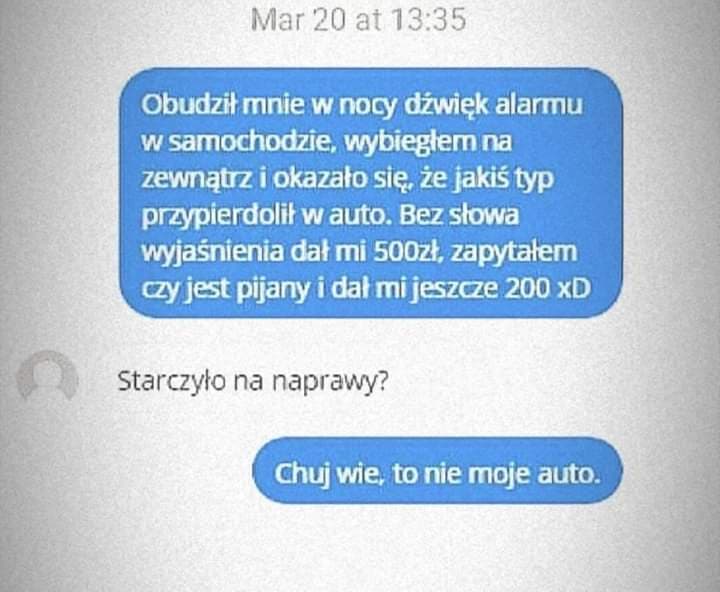 Mar 20 at 13:35
Obudził mnie w nocy dźwięk alarmu
w samochodzie, wybiegłem na
zewnątrz i okazało się, że jakiś typ
przypierdolił w auto. Bez słowa
wyjaśnienia dał mi 500zł, zapytałem
czy jest pijany i dał mi jeszcze 200 xD
Starczyło na naprawy?
Chuj wie, to nie moje auto.